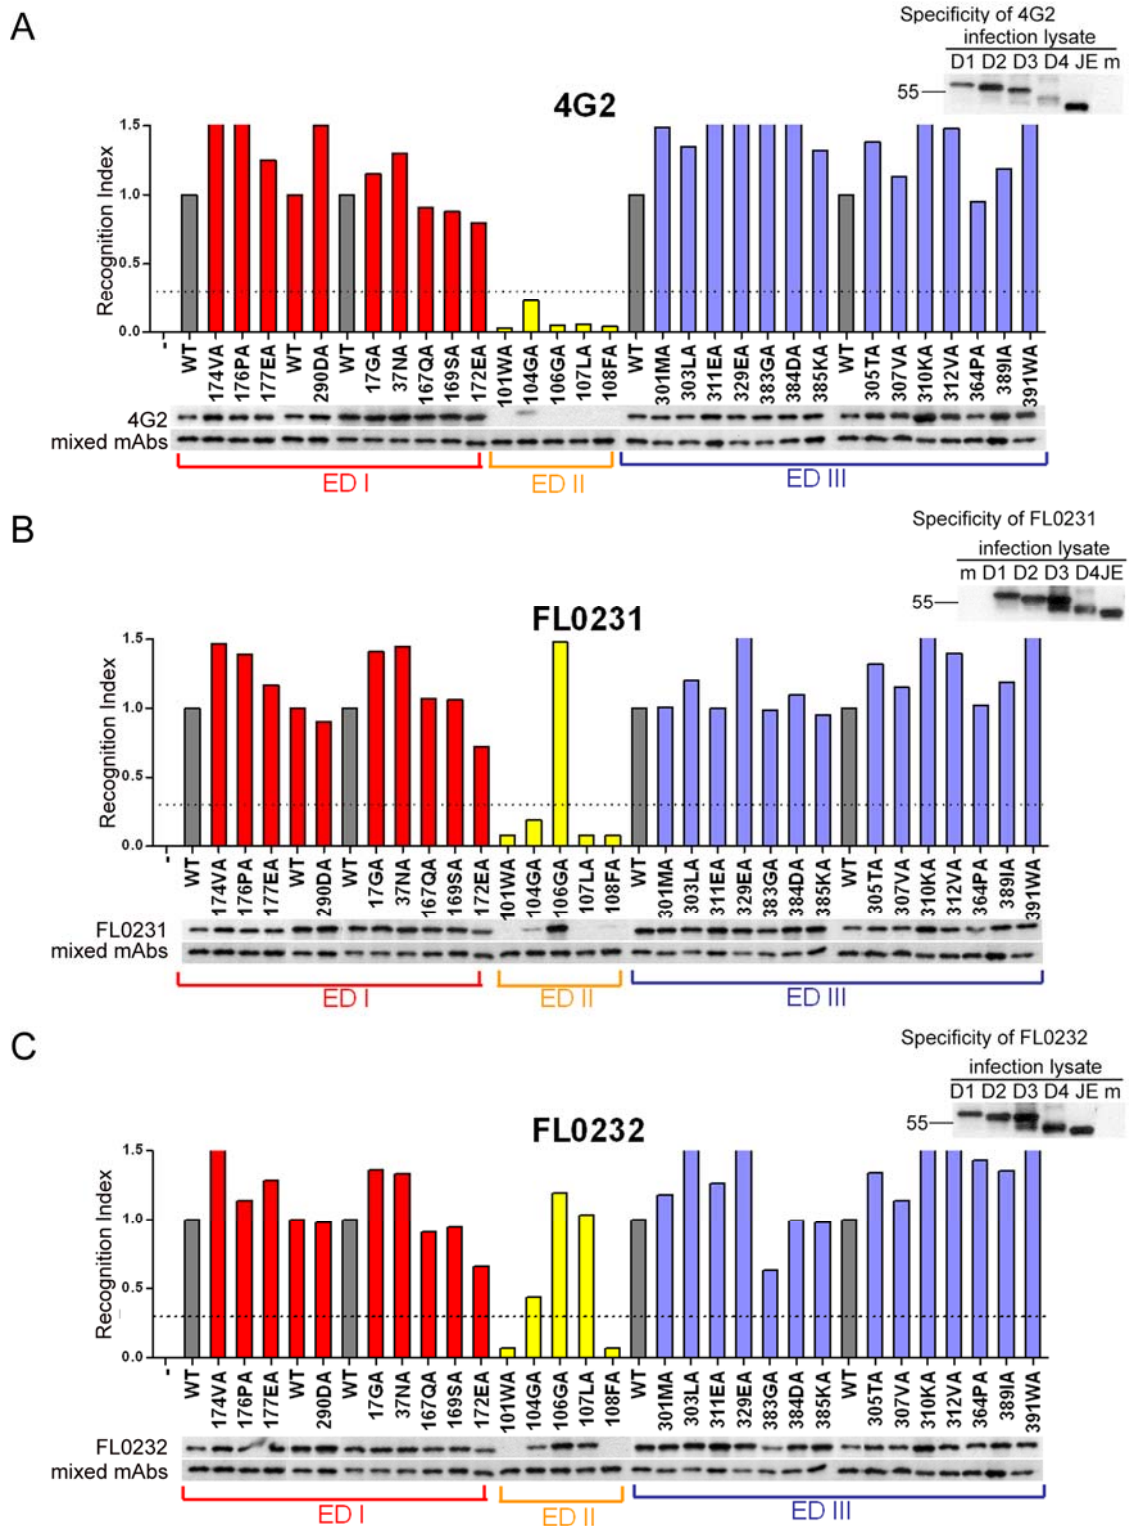 A
Specificity of 4G2
infection lysate
D1 D2 D3 D4 JE m
55
4G2
Recognition Index
1.5
1.0
0.5
0.0
- WT 174VA 176PA 177EA WT 290DA WT 17GA 37NA 167QA 169SA 172EA 101WA 104GA 106GA 107LA 108FA WT 301MA 303LA 311EA 329EA 383GA 384DA 385KA WT 305TA 307VA 310KA 312VA 364PA 389IA 391WA
4G2
mixed mAbs
ED I ED II ED III
B
Specificity of FL0231
infection lysate
m D1 D2 D3 D4 JE
55
FL0231
Recognition Index
1.5
1.0
0.5
0.0
- WT 174VA 176PA 177EA WT 290DA WT 17GA 37NA 167QA 169SA 172EA 101WA 104GA 106GA 107LA 108FA WT 301MA 303LA 311EA 329EA 383GA 384DA 385KA WT 305TA 307VA 310KA 312VA 364PA 389IA 391WA
FL0231
mixed mAbs
ED I ED II ED III
C
Specificity of FL0232
infection lysate
D1 D2 D3 D4 JE m
55
FL0232
Recognition Index
1.5
1.0
0.5
0.0
- WT 174VA 176PA 177EA WT 290DA WT 17GA 37NA 167QA 169SA 172EA 101WA 104GA 106GA 107LA 108FA WT 301MA 303LA 311EA 329EA 383GA 384DA 385KA WT 305TA 307VA 310KA 312VA 364PA 389IA 391WA
FL0232
mixed mAbs
ED I ED II ED III